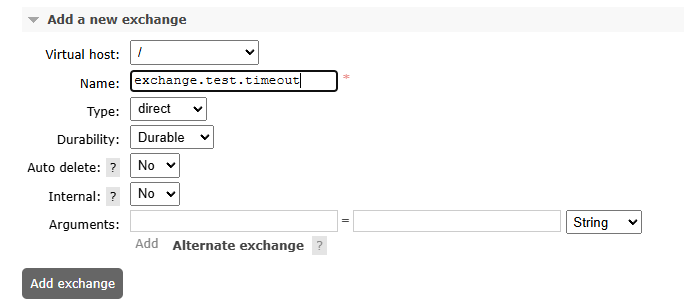 Add a new exchange
Virtual host: /
Name: exchange.test.timeout *
Type: direct
Durability: Durable
Auto delete: ? No
Internal: ? No
Arguments: = String
Add Alternate exchange ?
Add exchange